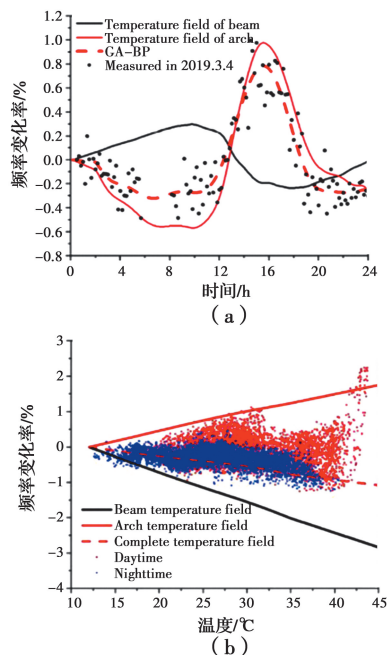 1.2
1.0
0.8
0.6
0.4
0.2
0.0
-0.2
-0.4
-0.6
-0.8
频率变化率/%
Temperature field of beam
Temperature field of arch
GA-BP
Measured in 2019.3.4
0 4 8 12 16 20 24
时间/h
(a)
3
2
1
0
-1
-2
-3
-4
频率变化率/%
Beam temperature field
Arch temperature field
Complete temperature field
Daytime
Nighttime
10 15 20 25 30 35 40 45
温度/℃
(b)